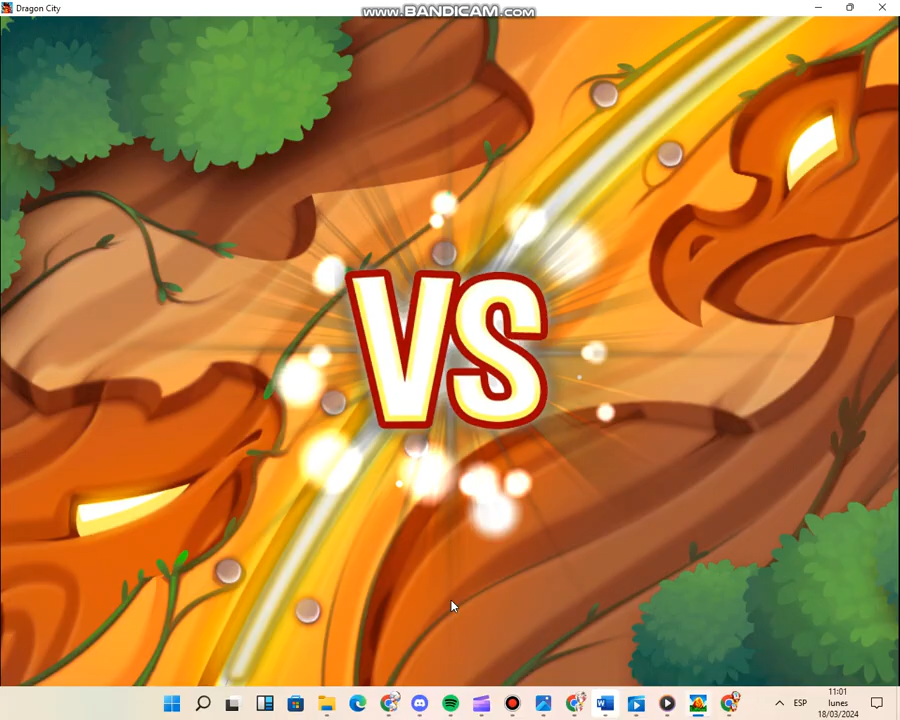 Dragon City
www.BANDICAM.com
VS
ESP
11:01
lunes
18/03/2024